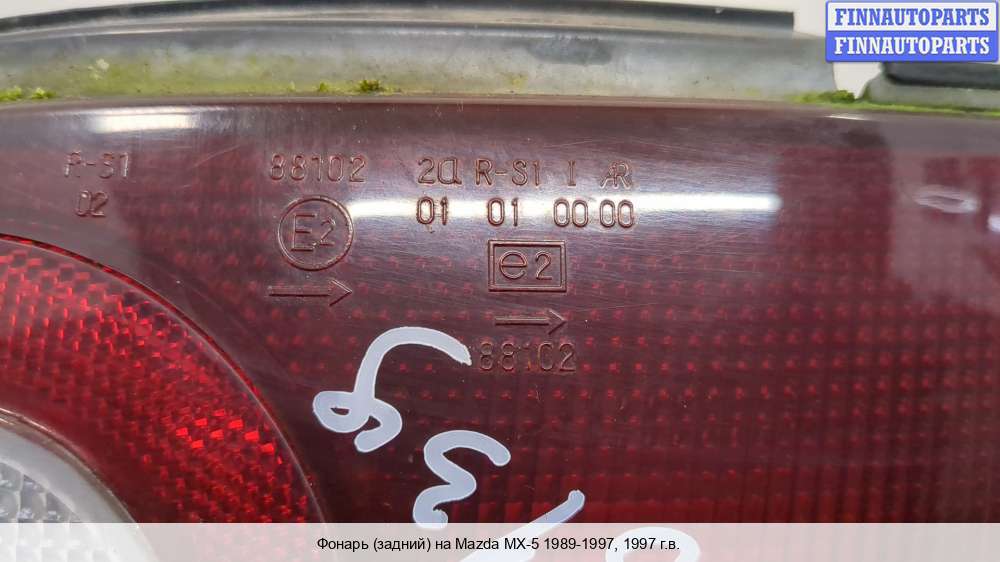 FINNAUTOPARTS
FINNAUTOPARTS
R-S1
02
88102
E2
2a R-S1 I AR
01 01 00 00
e2
88102
Фонарь (задний) на Mazda MX-5 1989-1997, 1997 г.в.